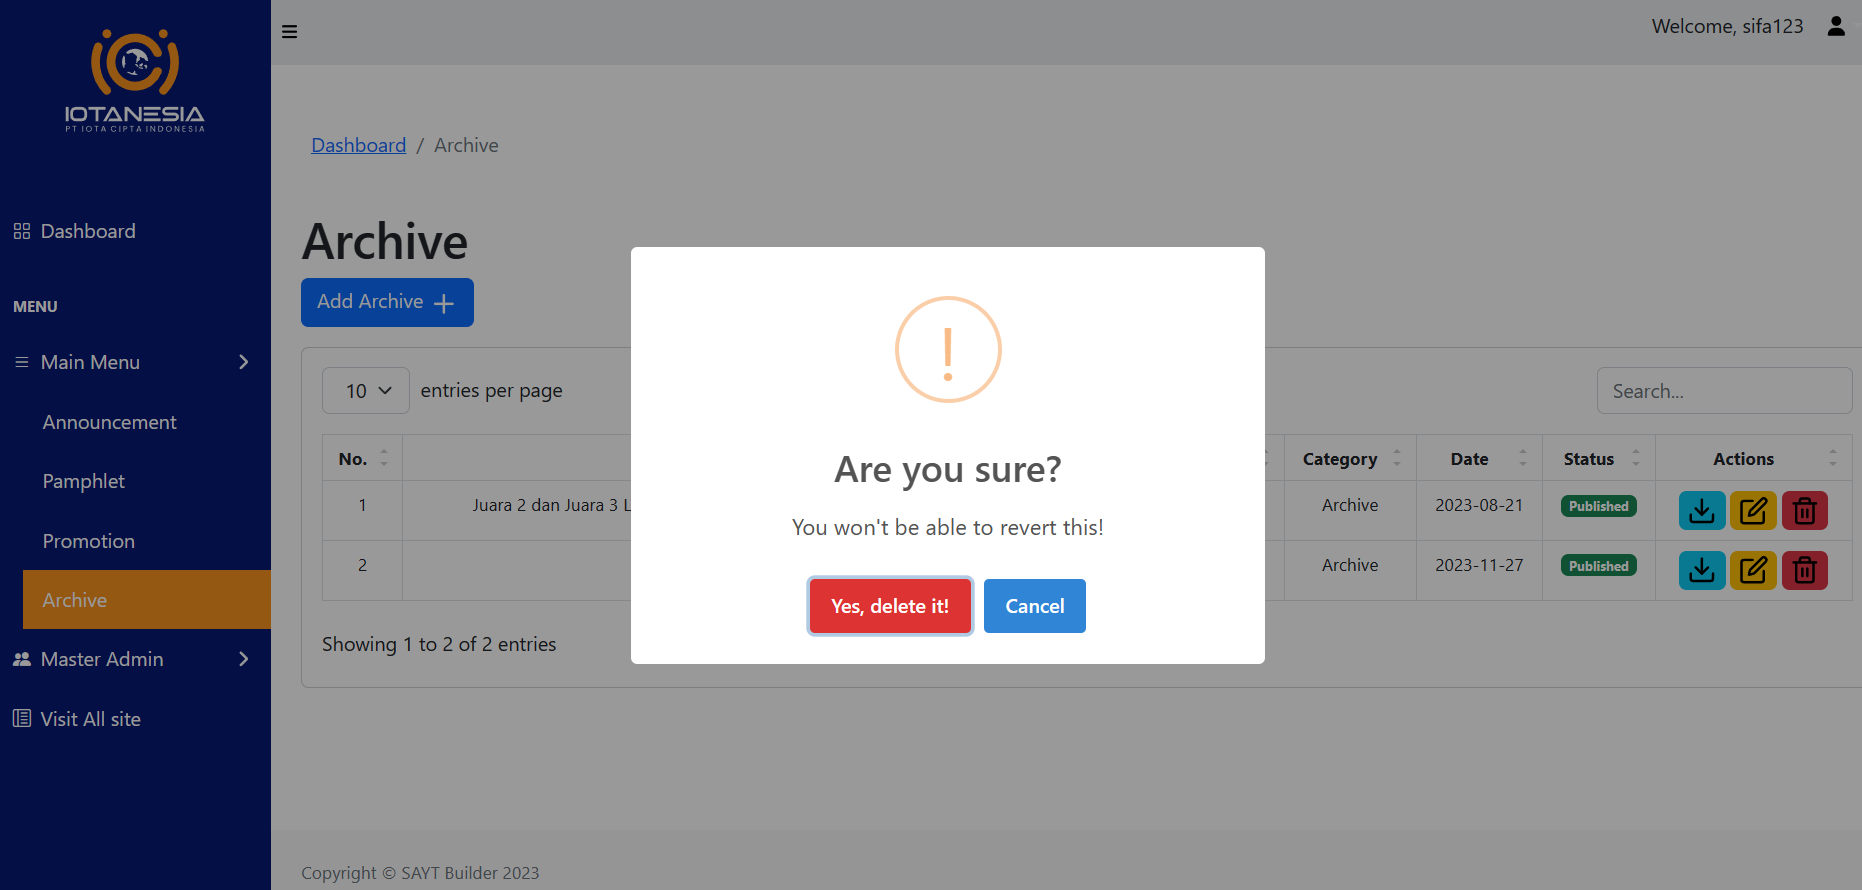 IOTANESIA
PT IOTA CIPTA INDONESIA
Welcome, sifa123
Dashboard / Archive
Dashboard
MENU
Main Menu
Announcement
Pamphlet
Promotion
Archive
Master Admin
Visit All site
Archive
Add Archive
10 entries per page
Search...
No. Category Date Status Actions
1 Juara 2 dan Juara 3 L Archive 2023-08-21 Published
2 Archive 2023-11-27 Published
Showing 1 to 2 of 2 entries
!
Are you sure?
You won't be able to revert this!
Yes, delete it! Cancel
Copyright © SAYT Builder 2023